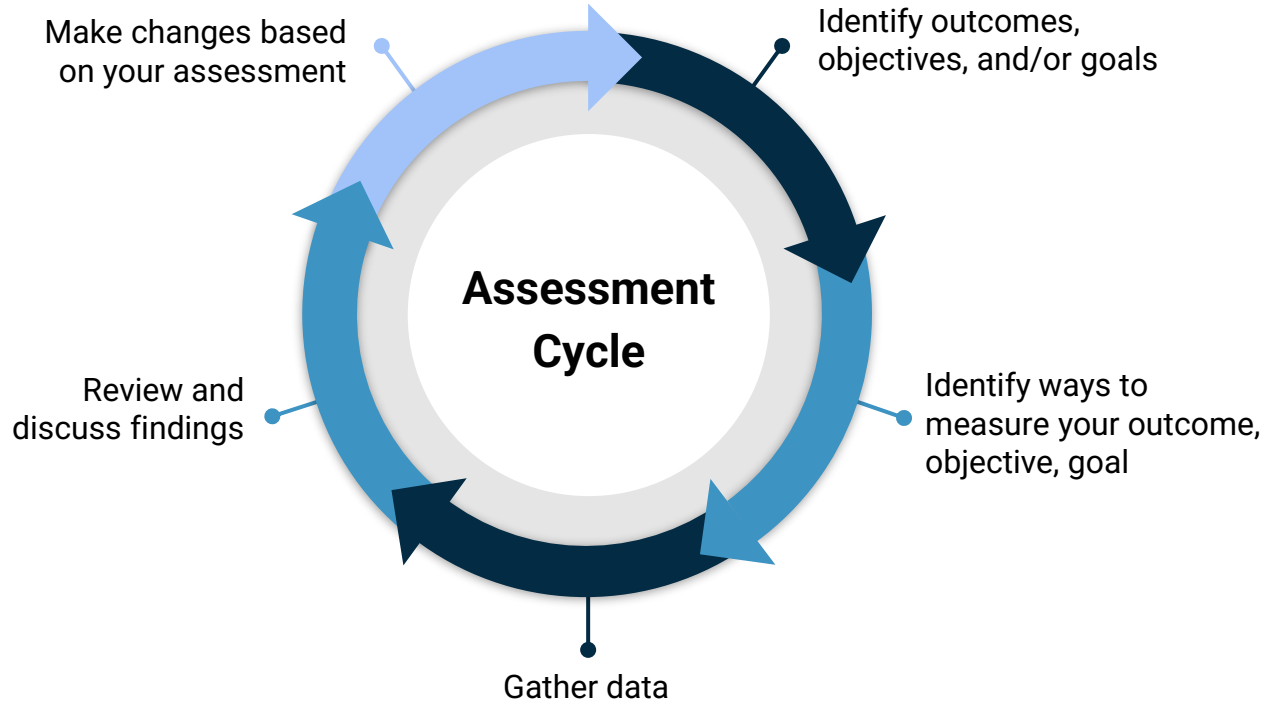 Make changes based
on your assessment
Identify outcomes,
objectives, and/or goals
Assessment
Cycle
Review and
discuss findings
Identify ways to
measure your outcome,
objective, goal
Gather data